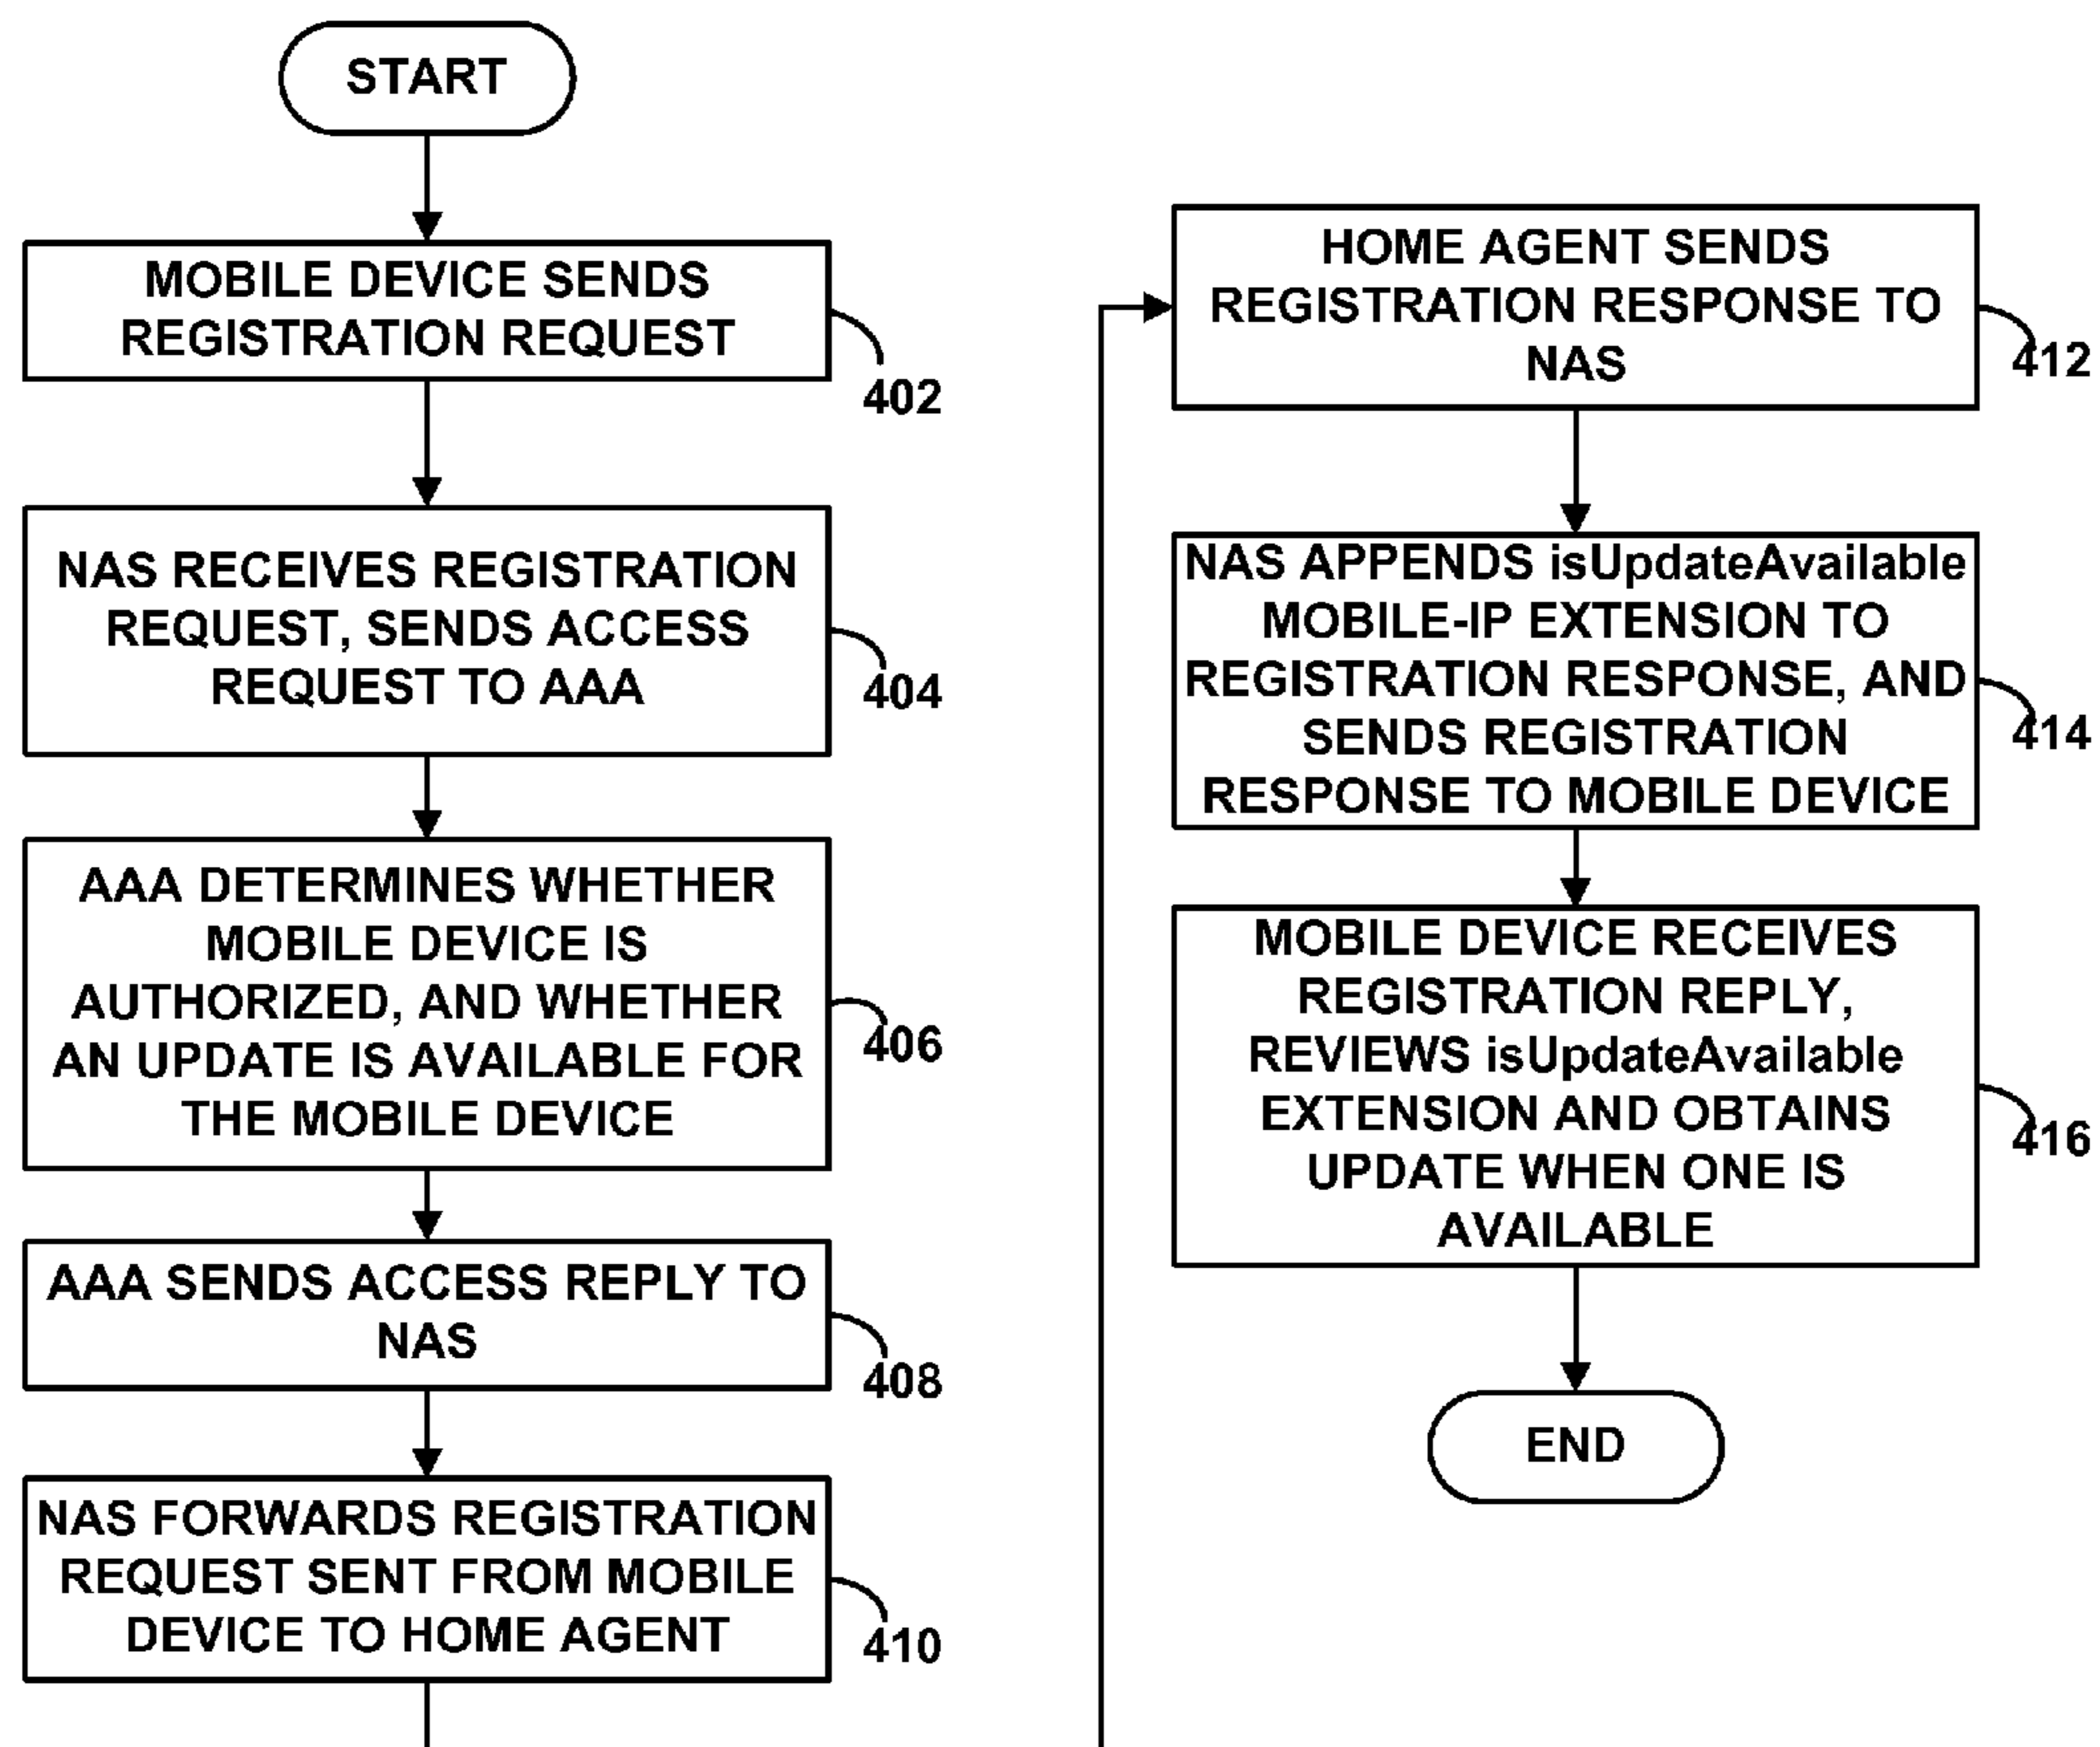 START
MOBILE DEVICE SENDS
REGISTRATION REQUEST
402
NAS RECEIVES REGISTRATION
REQUEST, SENDS ACCESS
REQUEST TO AAA
404
AAA DETERMINES WHETHER
MOBILE DEVICE IS
AUTHORIZED, AND WHETHER
AN UPDATE IS AVAILABLE FOR
THE MOBILE DEVICE
406
AAA SENDS ACCESS REPLY TO
NAS
408
NAS FORWARDS REGISTRATION
REQUEST SENT FROM MOBILE
DEVICE TO HOME AGENT
410
HOME AGENT SENDS
REGISTRATION RESPONSE TO
NAS
412
NAS APPENDS isUpdateAvailable
MOBILE-IP EXTENSION TO
REGISTRATION RESPONSE, AND
SENDS REGISTRATION
RESPONSE TO MOBILE DEVICE
414
MOBILE DEVICE RECEIVES
REGISTRATION REPLY,
REVIEWS isUpdateAvailable
EXTENSION AND OBTAINS
UPDATE WHEN ONE IS
AVAILABLE
416
END